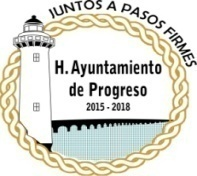 JUNTOS A PASOS FIRMES
H. Ayuntamiento
de Progreso
2015 - 2018